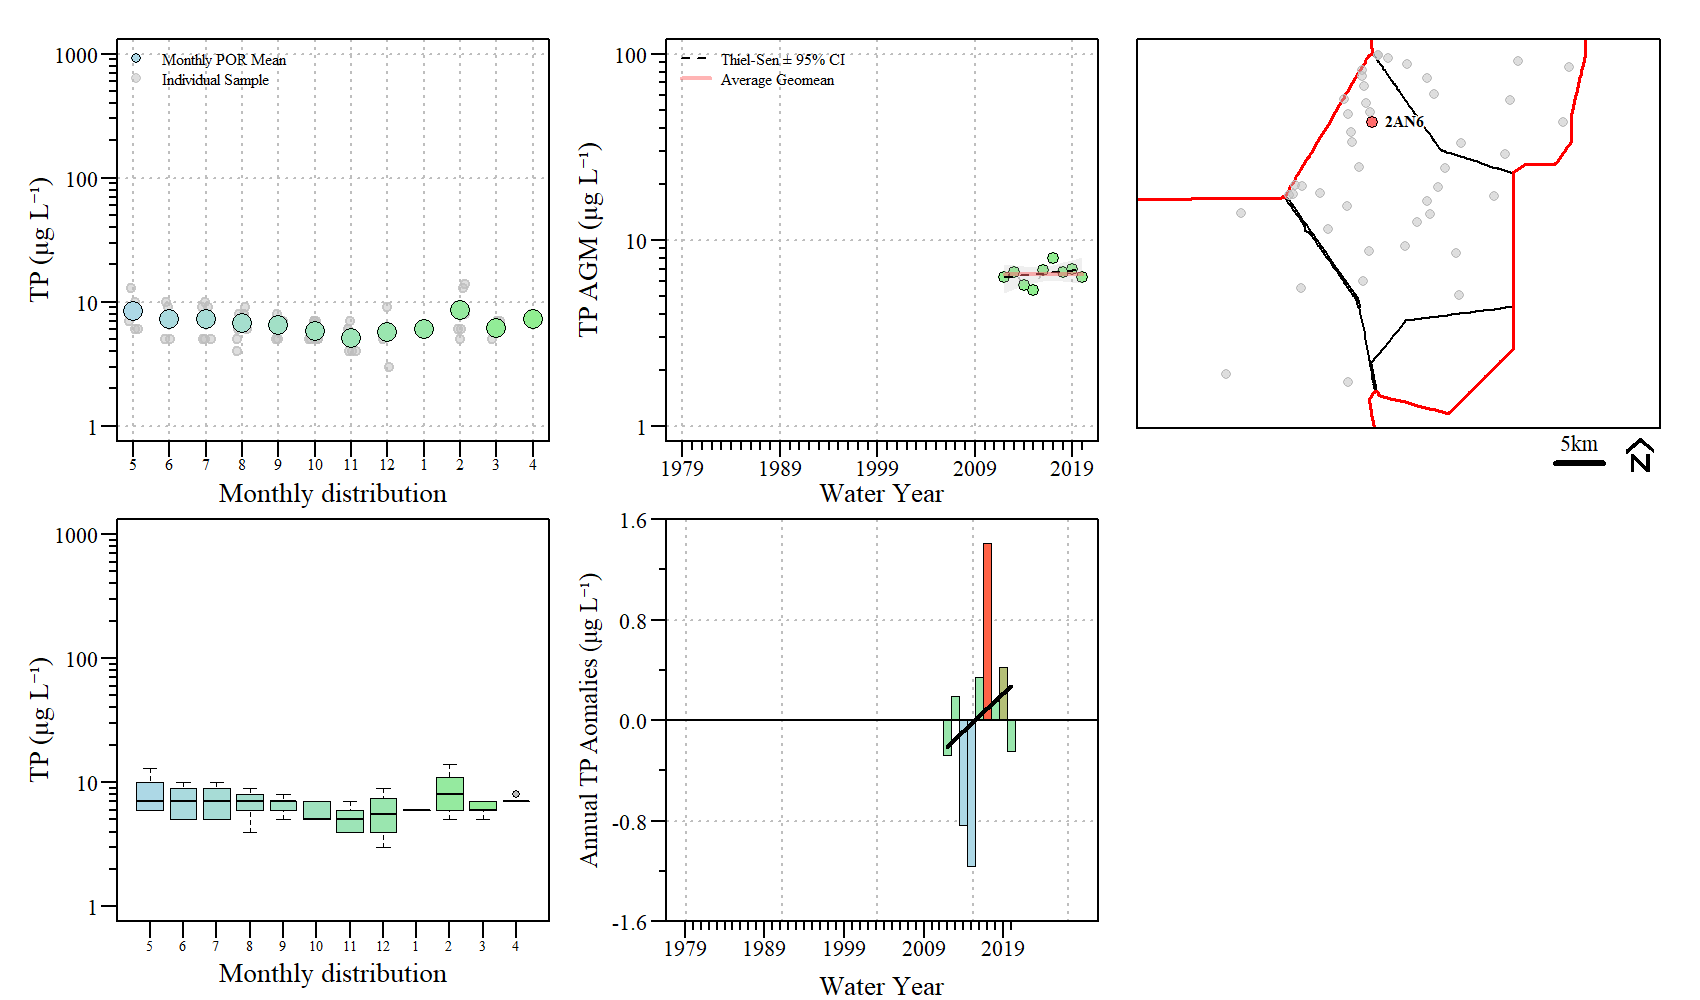 1000
100
10
1
TP (µg L⁻¹)
Monthly POR Mean
Individual Sample
5 6 7 8 9 10 11 12 1 2 3 4
Monthly distribution
100
10
1
TP AGM (µg L⁻¹)
Thiel-Sen ± 95% CI
Average Geomean
1979 1989 1999 2009 2019
Water Year
2AN6
5km
N
1000
100
10
1
TP (µg L⁻¹)
5 6 7 8 9 10 11 12 1 2 3 4
Monthly distribution
1.6
0.8
0.0
-0.8
-1.6
Annual TP Aomalies (µg L⁻¹)
1979 1989 1999 2009 2019
Water Year